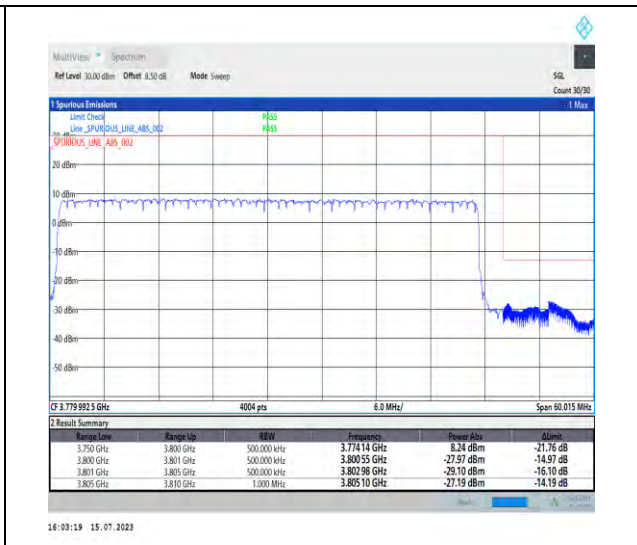 MultiView Spectrum
Ref Level 30.00 dBm Offset 8.50 dB Mode Sweep SGL
Count 30/30
1 Spurious Emissions 1 Max
Limit Check PASS
Line _SPURIOUS_LINE_ABS_002 PASS
_SPURIOUS_LINE_ABS_002
20 dBm
10 dBm
0 dBm
-10 dBm
-20 dBm
-30 dBm
-40 dBm
-50 dBm
CF 3.779 992 5 GHz 4004 pts 6.0 MHz/ Span 60.015 MHz
2 Result Summary
Range Low Range Up RBW Frequency Power Abs ΔLimit
3.750 GHz 3.800 GHz 500.000 kHz 3.774 14 GHz 8.24 dBm -21.76 dB
3.800 GHz 3.801 GHz 500.000 kHz 3.800 55 GHz -27.97 dBm -14.97 dB
3.801 GHz 3.805 GHz 500.000 kHz 3.802 98 GHz -29.10 dBm -16.10 dB
3.805 GHz 3.810 GHz 1.000 MHz 3.805 10 GHz -27.19 dBm -14.19 dB
16:03:19 15.07.2023